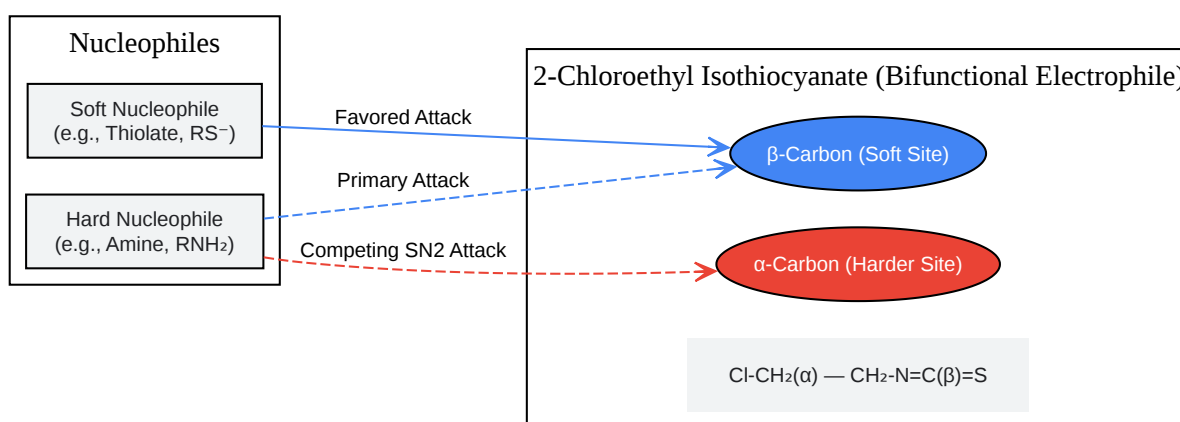 Nucleophiles
Soft Nucleophile
(e.g., Thiolate, RS⁻)
Hard Nucleophile
(e.g., Amine, RNH₂)
Favored Attack
Primary Attack
Competing SN2 Attack
2-Chloroethyl Isothiocyanate (Bifunctional Electrophile)
β-Carbon (Soft Site)
α-Carbon (Harder Site)
Cl-CH₂(α) — CH₂-N=C(β)=S